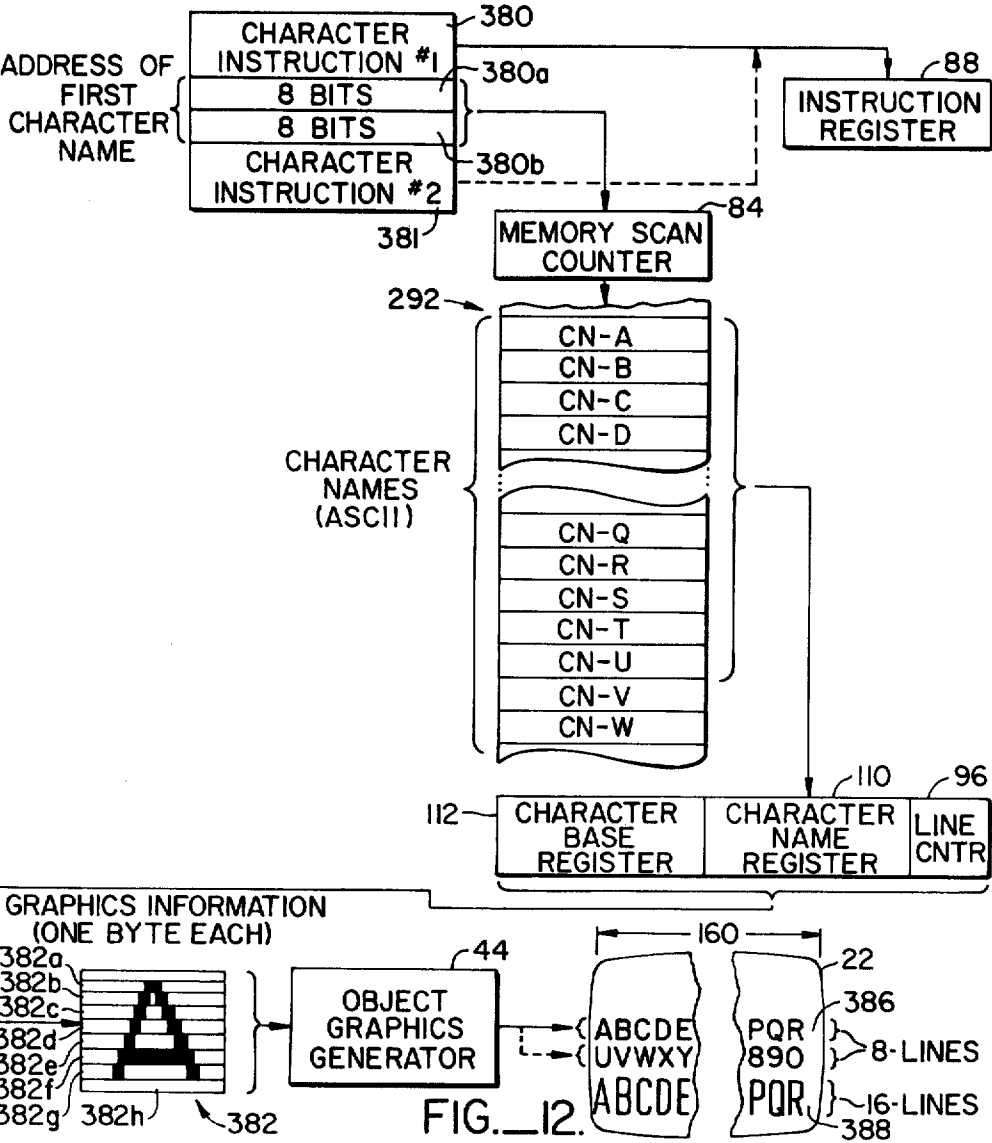 380
CHARACTER
INSTRUCTION #1
ADDRESS OF
FIRST
CHARACTER
NAME
380a
8 BITS
8 BITS
380b
CHARACTER
INSTRUCTION #2
381
88
INSTRUCTION
REGISTER
84
MEMORY SCAN
COUNTER
292
CN-A
CN-B
CN-C
CN-D
CHARACTER
NAMES
(ASCII)
CN-Q
CN-R
CN-S
CN-T
CN-U
CN-V
CN-W
112
CHARACTER
BASE
REGISTER
110
CHARACTER
NAME
REGISTER
96
LINE
CNTR
GRAPHICS INFORMATION
(ONE BYTE EACH)
382a
382b
382c
382d
382e
382f
382g
382h
382
A
44
OBJECT
GRAPHICS
GENERATOR
160
22
386
ABCDE PQR
UVWXY 890
8-LINES
ABCDE PQR
16-LINES
388
FIG._12.